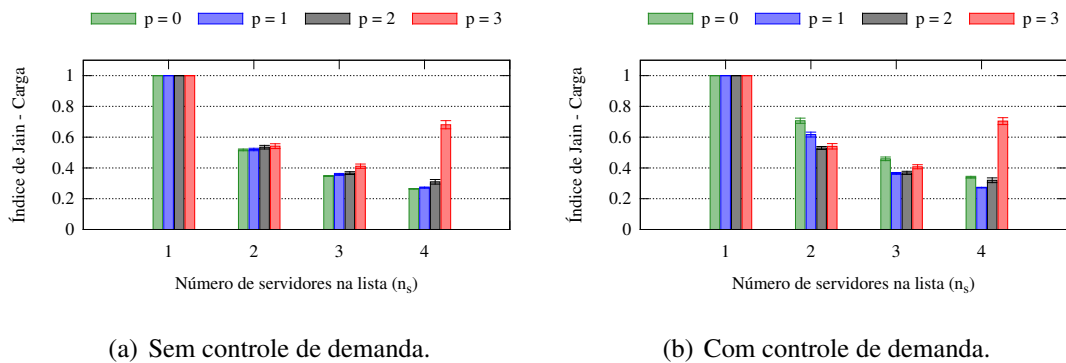 p = 0 p = 1 p = 2 p = 3
Índice de Jain - Carga
1
0.8
0.6
0.4
0.2
0
1 2 3 4
Número de servidores na lista (ns)
(a) Sem controle de demanda.
p = 0 p = 1 p = 2 p = 3
Índice de Jain - Carga
1
0.8
0.6
0.4
0.2
0
1 2 3 4
Número de servidores na lista (ns)
(b) Com controle de demanda.